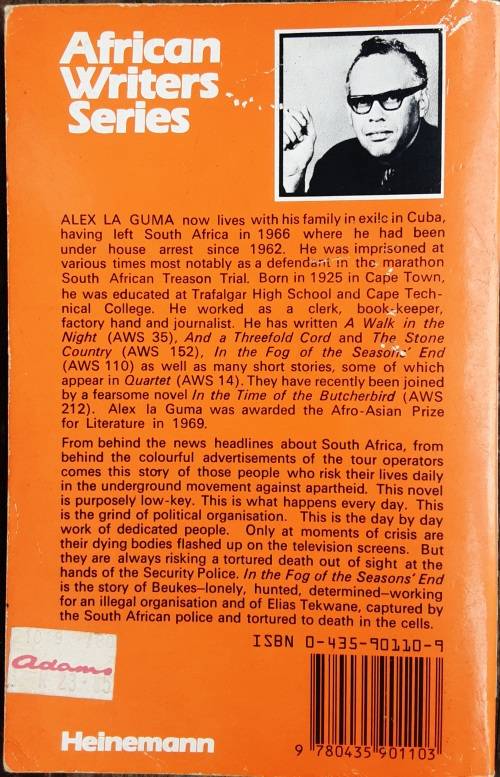 African
Writers
Series
ALEX LA GUMA now lives with his family in exile in Cuba,
having left South Africa in 1966 where he had been
under house arrest since 1962. He was imprisoned at
various times most notably as a defendant in the marathon
South African Treason Trial. Born in 1925 in Cape Town,
he was educated at Trafalgar High School and Cape Tech-
nical College. He worked as a clerk, book-keeper,
factory hand and journalist. He has written A Walk in the
Night (AWS 35), And a Threefold Cord and The Stone
Country (AWS 152), In the Fog of the Seasons' End
(AWS 110) as well as many short stories, some of which
appear in Quartet (AWS 14). They have recently been joined
by a fearsome novel In the Time of the Butcherbird (AWS
212). Alex la Guma was awarded the Afro-Asian Prize
for Literature in 1969.
From behind the news headlines about South Africa, from
behind the colourful advertisements of the tour operators
comes this story of those people who risk their lives daily
in the underground movement against apartheid. This novel
is purposely low-key. This is what happens every day. This
is the grind of political organisation. This is the day by day
work of dedicated people. Only at moments of crisis are
their dying bodies flashed up on the television screens. But
they are always risking a tortured death out of sight at the
hands of the Security Police. In the Fog of the Seasons' End
is the story of Beukes—lonely, hunted, determined—working
for an illegal organisation and of Elias Tekwane, captured by
the South African police and tortured to death in the cells.
ISBN 0-435-90110-9
adams
9 780435 901103
Heinemann